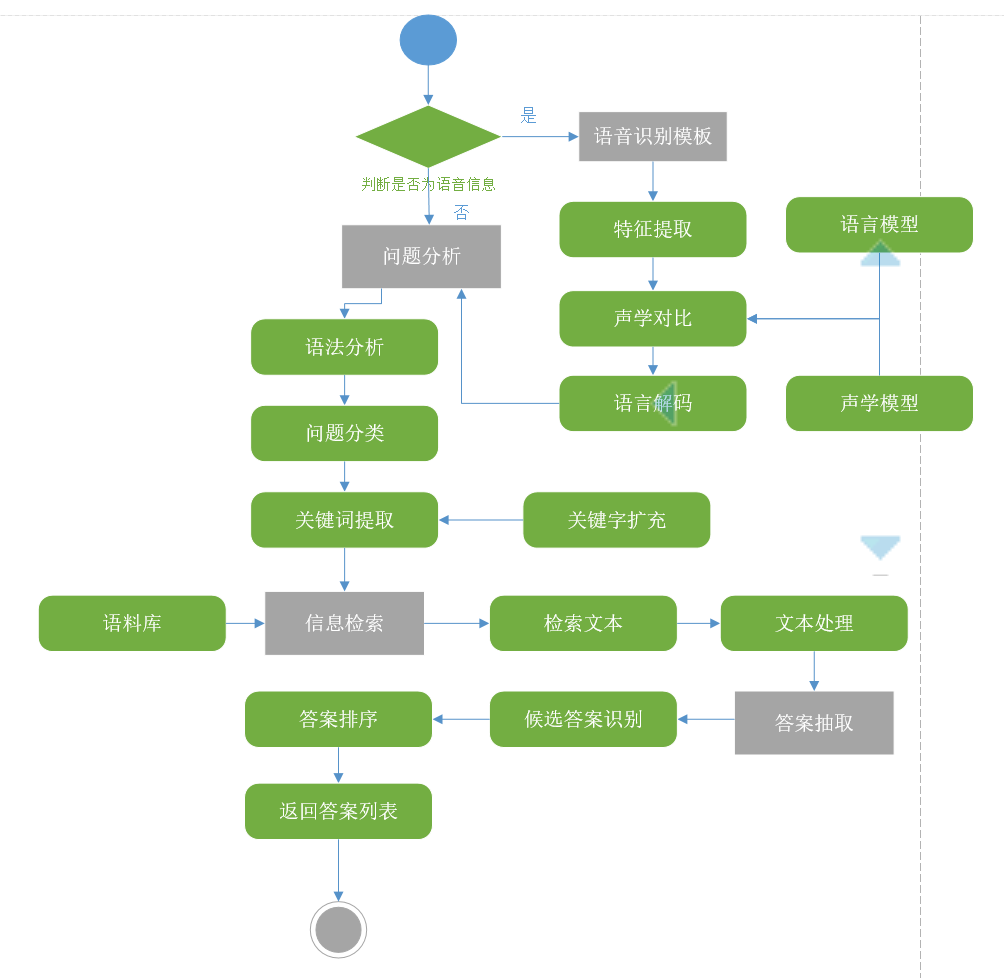 是
语音识别模板
判断是否为语音信息
否
特征提取
语言模型
问题分析
声学对比
语法分析
语言解码
声学模型
问题分类
关键词提取
关键字扩充
语料库
信息检索
检索文本
文本处理
答案排序
候选答案识别
答案抽取
返回答案列表